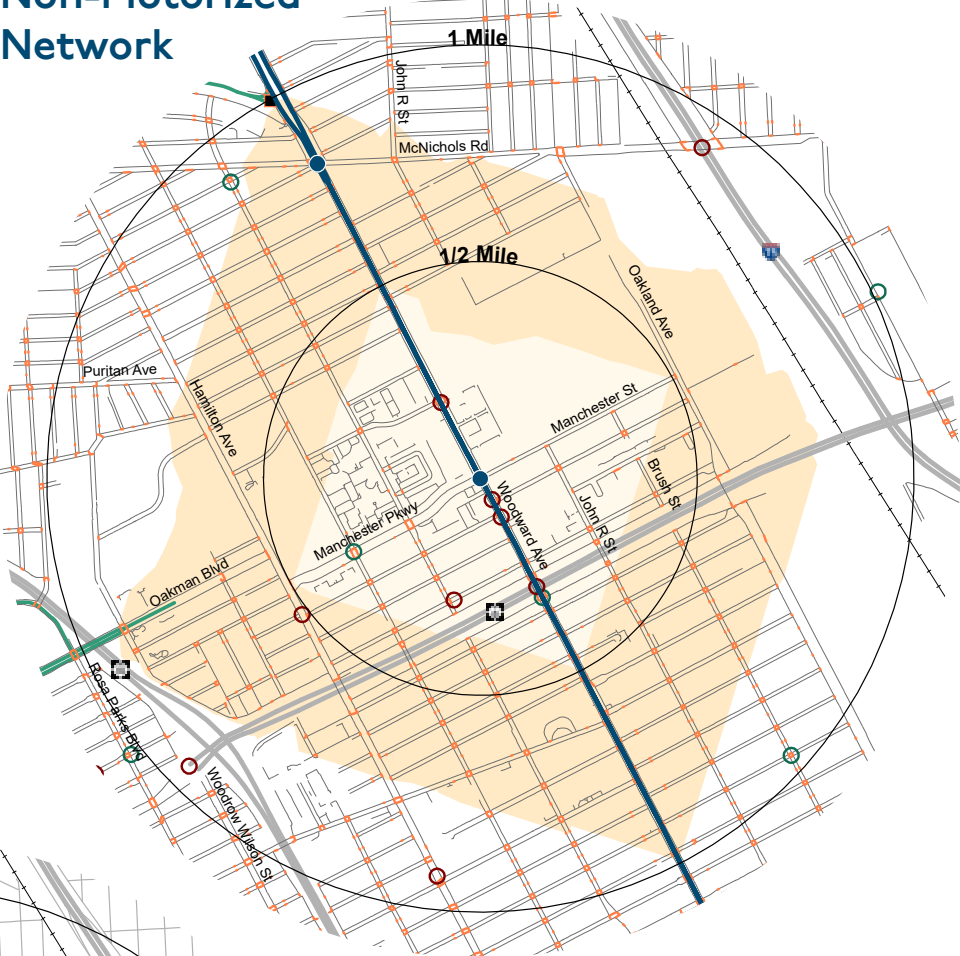 Non-Motorized
Network
1 Mile
John R St
McNichols Rd
1/2 Mile
Oakland Ave
Puritan Ave
Hamilton Ave
Manchester St
Brush St
Woodward Ave
John R St
Manchester Pkwy
Oakman Blvd
Rosa Parks Blvd
Woodrow Wilson St